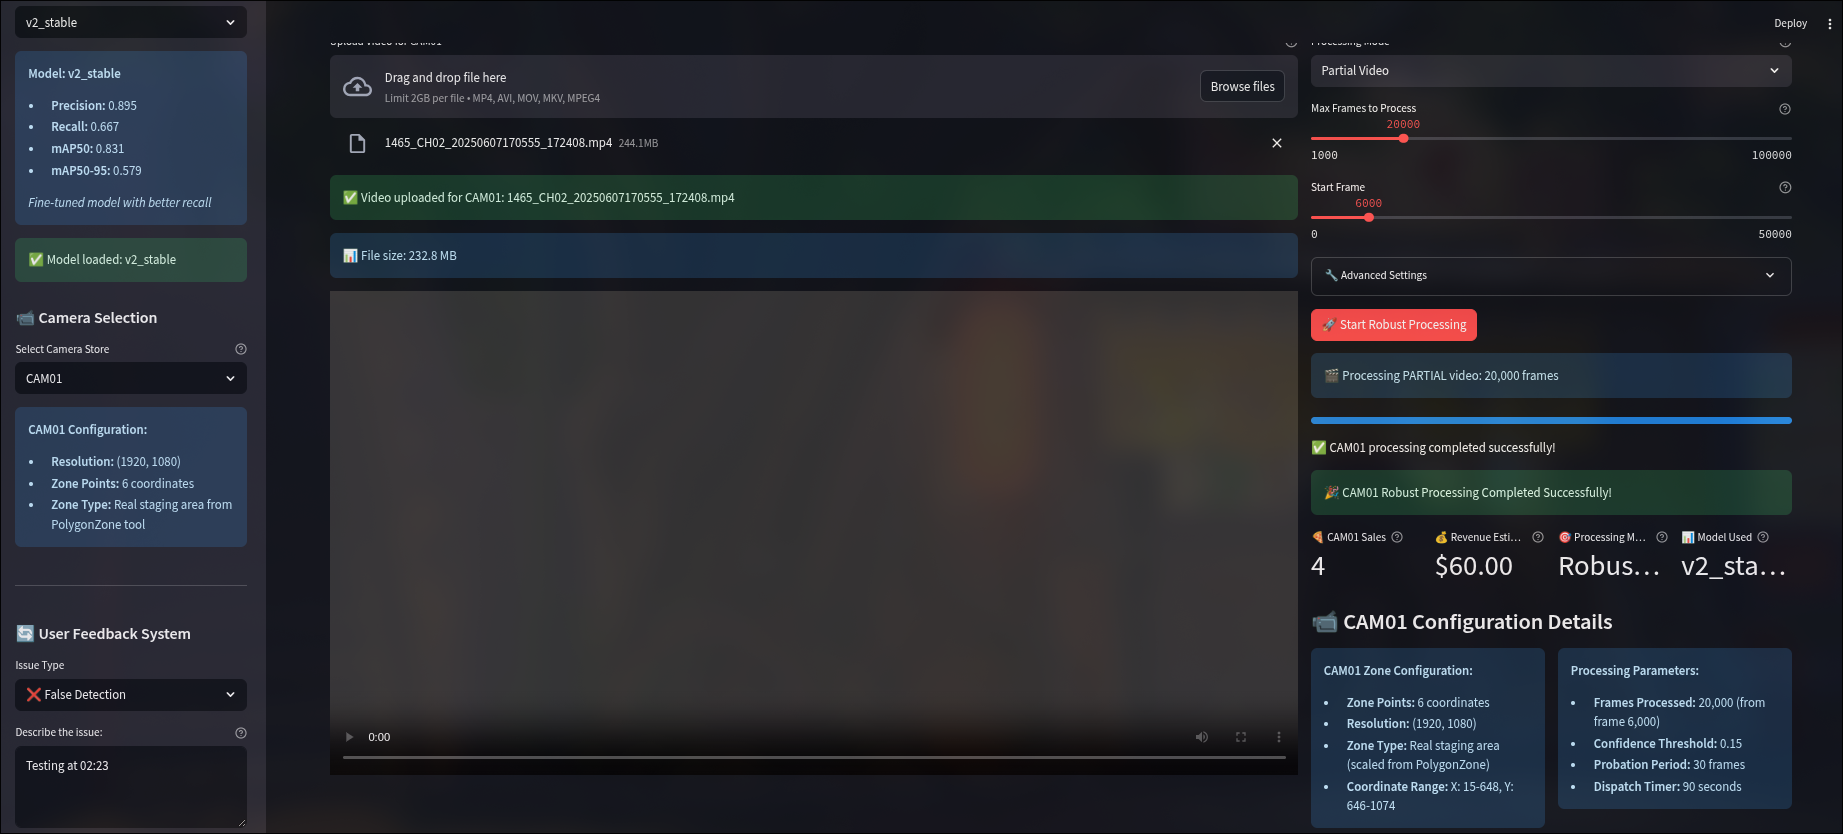 v2_stable
Model: v2_stable
Precision: 0.895
Recall: 0.667
mAP50: 0.831
mAP50-95: 0.579
Fine-tuned model with better recall
✅ Model loaded: v2_stable
📹 Camera Selection
Select Camera Store
CAM01
CAM01 Configuration:
Resolution: (1920, 1080)
Zone Points: 6 coordinates
Zone Type: Real staging area from
PolygonZone tool
🔄 User Feedback System
Issue Type
❌ False Detection
Describe the issue:
Testing at 02:23
Upload video for CAM01
Drag and drop file here
Limit 2GB per file • MP4, AVI, MOV, MKV, MPEG4
Browse files
1465_CH02_20250607170555_172408.mp4 244.1MB
✅ Video uploaded for CAM01: 1465_CH02_20250607170555_172408.mp4
📊 File size: 232.8 MB
0:00
Deploy
Processing Mode
Partial Video
Max Frames to Process
20000
1000 100000
Start Frame
6000
0 50000
🔧 Advanced Settings
🚀 Start Robust Processing
🎬 Processing PARTIAL video: 20,000 frames
✅ CAM01 processing completed successfully!
🎉 CAM01 Robust Processing Completed Successfully!
🍕 CAM01 Sales
4
💰 Revenue Esti...
$60.00
🎯 Processing M...
Robus...
📊 Model Used
v2_sta...
📹 CAM01 Configuration Details
CAM01 Zone Configuration:
Zone Points: 6 coordinates
Resolution: (1920, 1080)
Zone Type: Real staging area
(scaled from PolygonZone)
Coordinate Range: X: 15-648, Y:
646-1074
Processing Parameters:
Frames Processed: 20,000 (from
frame 6,000)
Confidence Threshold: 0.15
Probation Period: 30 frames
Dispatch Timer: 90 seconds